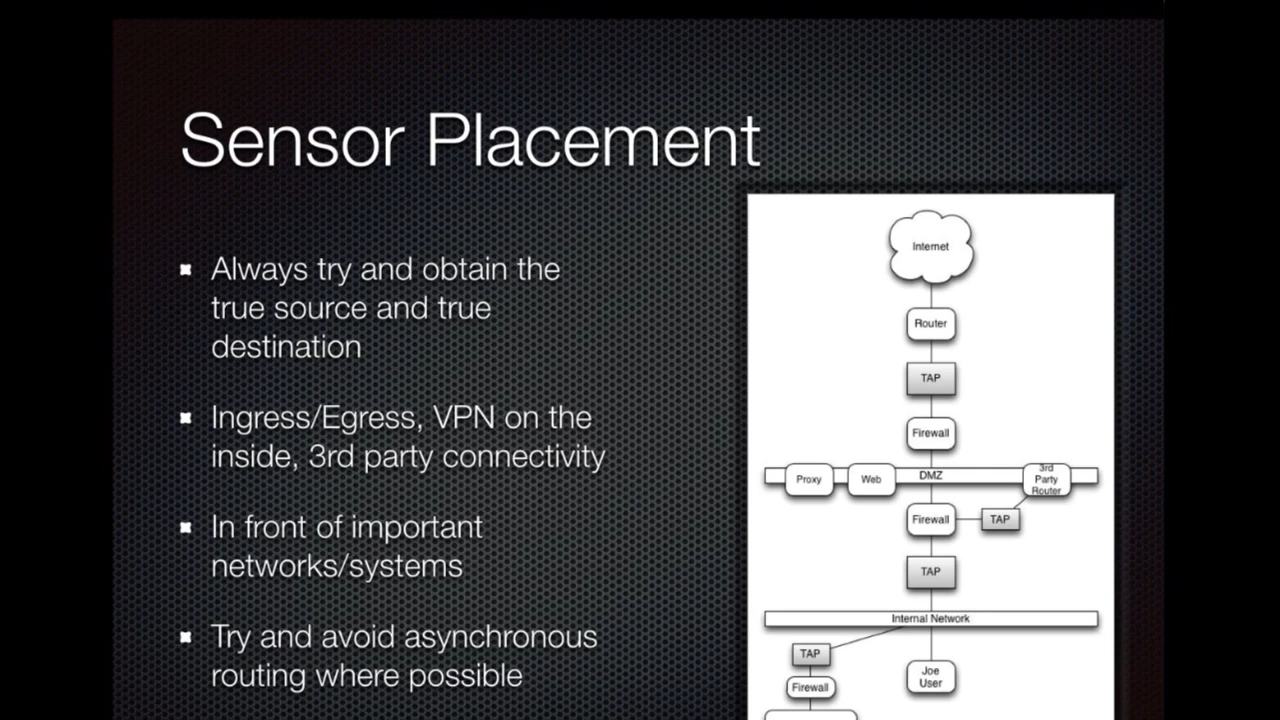 Sensor Placement
Always try and obtain the
true source and true
destination
Ingress/Egress, VPN on the
inside, 3rd party connectivity
In front of important
networks/systems
Try and avoid asynchronous
routing where possible
Internet
Router
TAP
Firewall
Proxy
Web
DMZ
3rd
Party
Router
Firewall
TAP
TAP
Internal Network
TAP
Firewall
Joe
User